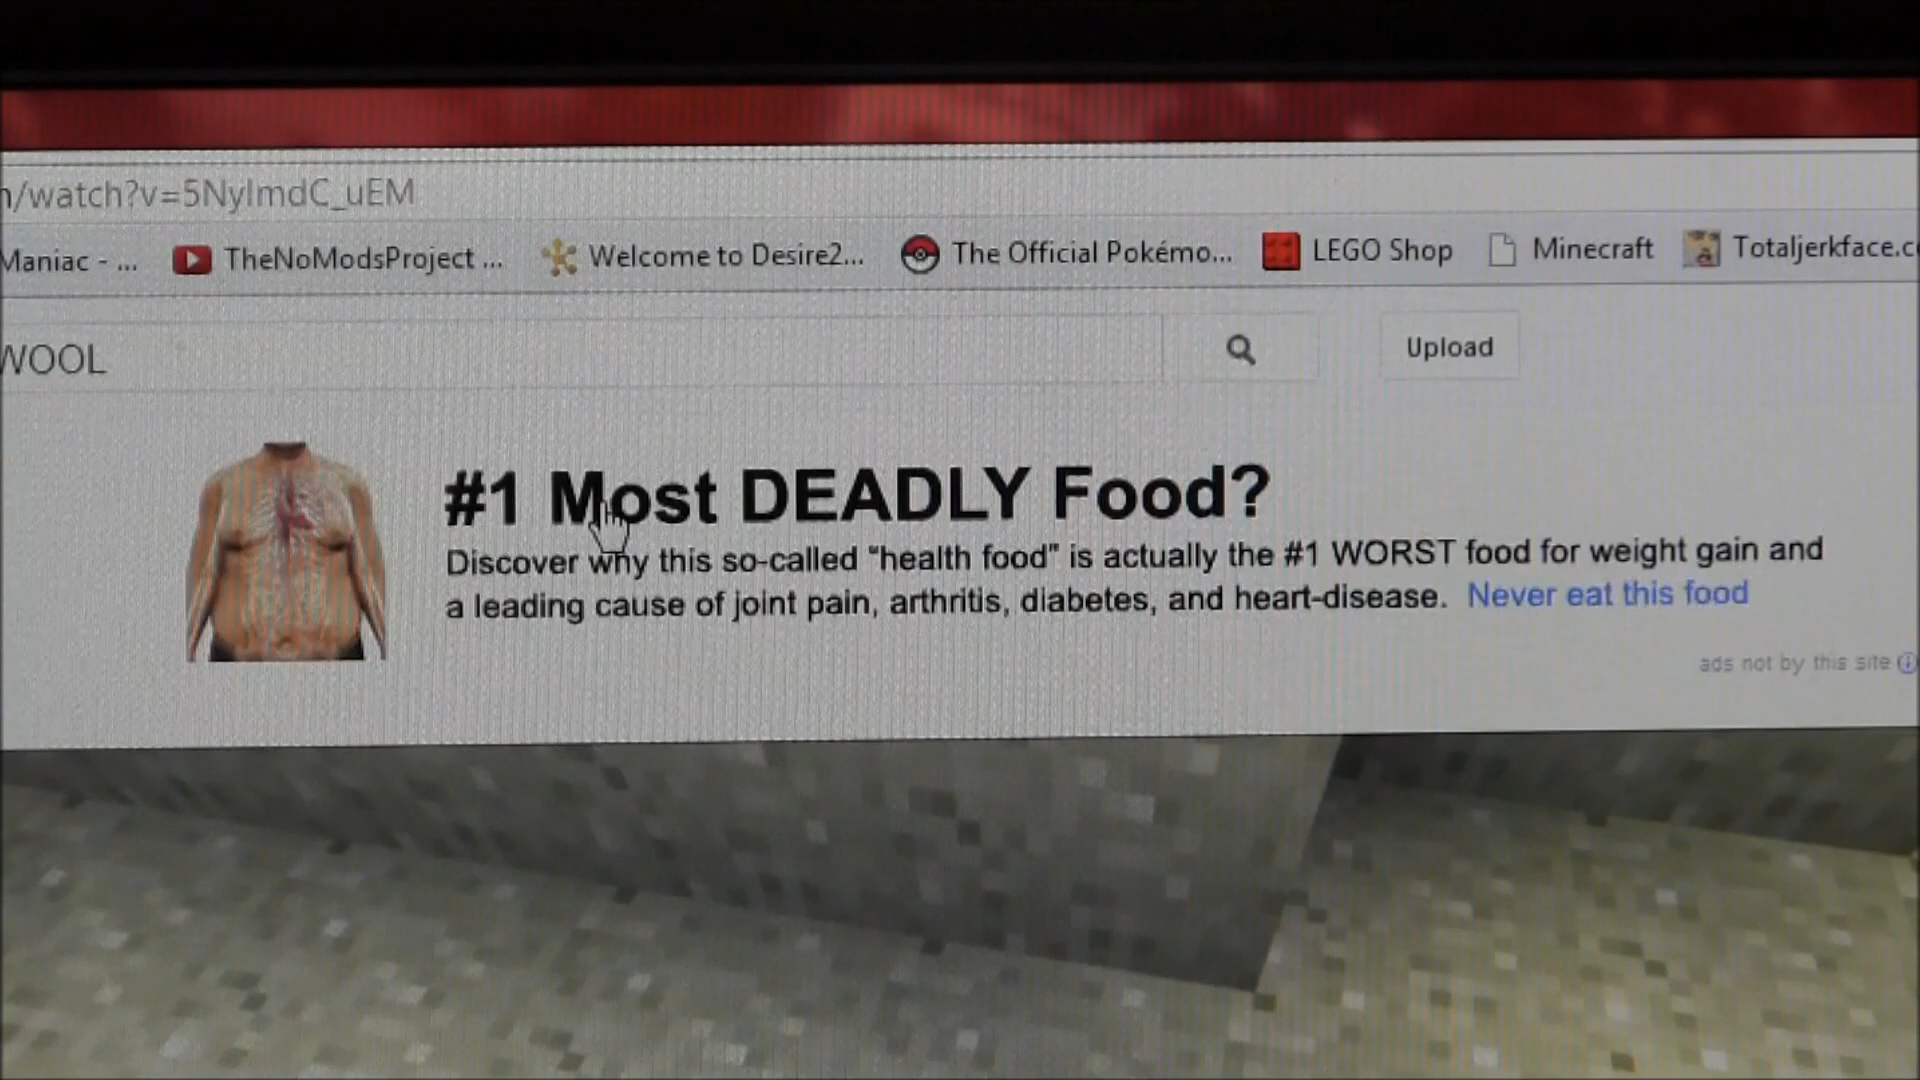 /watch?v=5NylmdC_uEM
Maniac - ... TheNoModsProject ... Welcome to Desire2... The Official Pokémo... LEGO Shop Minecraft Totaljerkface.c
WOOL Upload
#1 Most DEADLY Food?
Discover why this so-called "health food" is actually the #1 WORST food for weight gain and
a leading cause of joint pain, arthritis, diabetes, and heart-disease. Never eat this food
ads not by this site